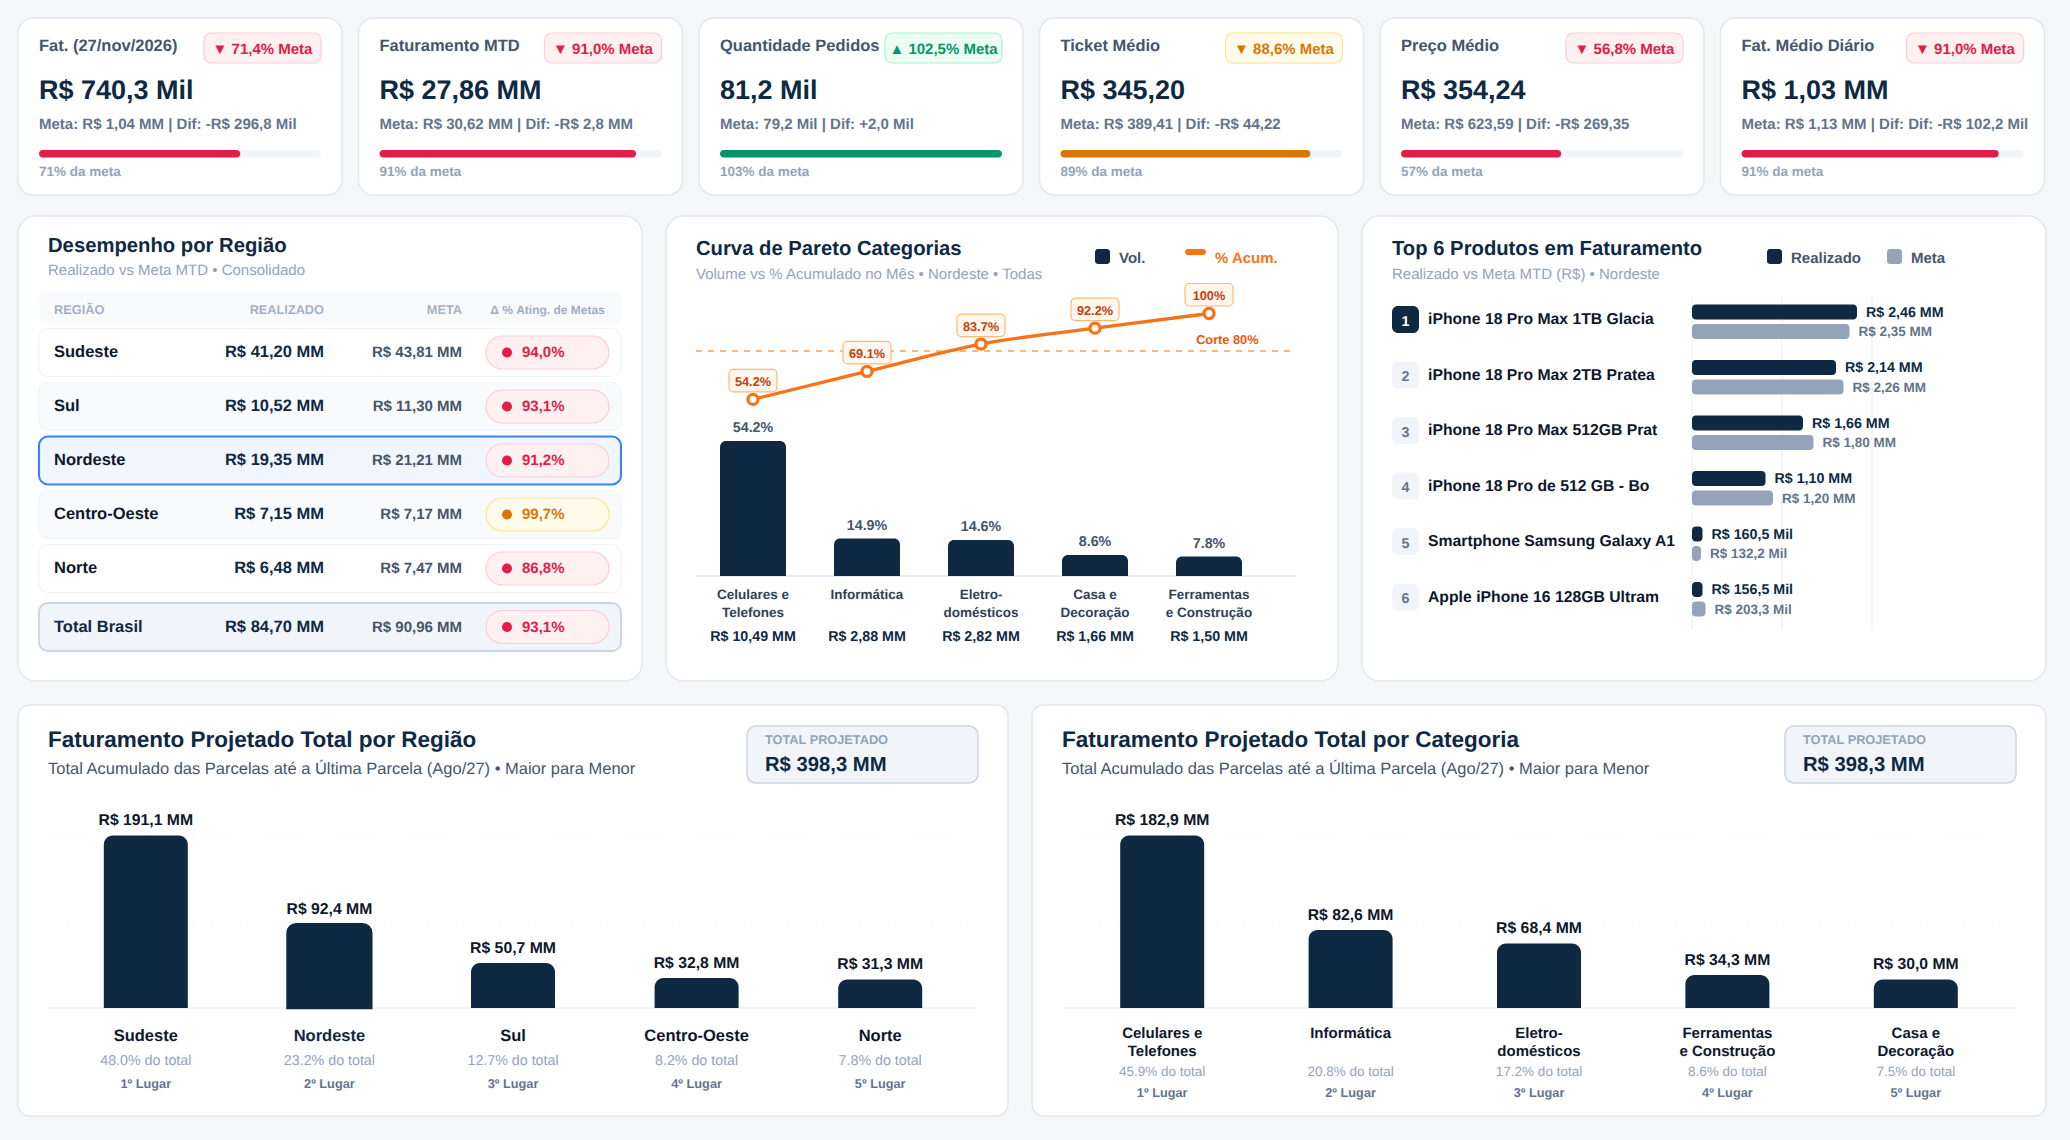 Fat. (27/nov/2026)
▼ 71,4% Meta
R$ 740,3 Mil
Meta: R$ 1,04 MM | Dif: -R$ 296,8 Mil
71% da meta
Faturamento MTD
▼ 91,0% Meta
R$ 27,86 MM
Meta: R$ 30,62 MM | Dif: -R$ 2,8 MM
91% da meta
Quantidade Pedidos
▲ 102,5% Meta
81,2 Mil
Meta: 79,2 Mil | Dif: +2,0 Mil
103% da meta
Ticket Médio
▼ 88,6% Meta
R$ 345,20
Meta: R$ 389,41 | Dif: -R$ 44,22
89% da meta
Preço Médio
▼ 56,8% Meta
R$ 354,24
Meta: R$ 623,59 | Dif: -R$ 269,35
57% da meta
Fat. Médio Diário
▼ 91,0% Meta
R$ 1,03 MM
Meta: R$ 1,13 MM | Dif: Dif: -R$ 102,2 Mil
91% da meta
Desempenho por Região
Realizado vs Meta MTD • Consolidado
REGIÃO REALIZADO META Δ % Ating. de Metas
Sudeste R$ 41,20 MM R$ 43,81 MM 94,0%
Sul R$ 10,52 MM R$ 11,30 MM 93,1%
Nordeste R$ 19,35 MM R$ 21,21 MM 91,2%
Centro-Oeste R$ 7,15 MM R$ 7,17 MM 99,7%
Norte R$ 6,48 MM R$ 7,47 MM 86,8%
Total Brasil R$ 84,70 MM R$ 90,96 MM 93,1%
Curva de Pareto Categorias
Volume vs % Acumulado no Mês • Nordeste • Todas
Vol. % Acum.
54.2% 69.1% 83.7% 92.2% 100%
Corte 80%
54.2% 14.9% 14.6% 8.6% 7.8%
Celulares e
Telefones
R$ 10,49 MM
Informática
R$ 2,88 MM
Eletro-
domésticos
R$ 2,82 MM
Casa e
Decoração
R$ 1,66 MM
Ferramentas
e Construção
R$ 1,50 MM
Top 6 Produtos em Faturamento
Realizado vs Meta MTD (R$) • Nordeste
Realizado Meta
1 iPhone 18 Pro Max 1TB Glacia R$ 2,46 MM
R$ 2,35 MM
2 iPhone 18 Pro Max 2TB Pratea R$ 2,14 MM
R$ 2,26 MM
3 iPhone 18 Pro Max 512GB Prat R$ 1,66 MM
R$ 1,80 MM
4 iPhone 18 Pro de 512 GB - Bo R$ 1,10 MM
R$ 1,20 MM
5 Smartphone Samsung Galaxy A1 R$ 160,5 Mil
R$ 132,2 Mil
6 Apple iPhone 16 128GB Ultram R$ 156,5 Mil
R$ 203,3 Mil
Faturamento Projetado Total por Região
Total Acumulado das Parcelas até a Última Parcela (Ago/27) • Maior para Menor
TOTAL PROJETADO
R$ 398,3 MM
R$ 191,1 MM
R$ 92,4 MM
R$ 50,7 MM
R$ 32,8 MM
R$ 31,3 MM
Sudeste Nordeste Sul Centro-Oeste Norte
48.0% do total 23.2% do total 12.7% do total 8.2% do total 7.8% do total
1º Lugar 2º Lugar 3º Lugar 4º Lugar 5º Lugar
Faturamento Projetado Total por Categoria
Total Acumulado das Parcelas até a Última Parcela (Ago/27) • Maior para Menor
TOTAL PROJETADO
R$ 398,3 MM
R$ 182,9 MM
R$ 82,6 MM
R$ 68,4 MM
R$ 34,3 MM
R$ 30,0 MM
Celulares e
Telefones
45.9% do total
1º Lugar
Informática
20.8% do total
2º Lugar
Eletro-
domésticos
17.2% do total
3º Lugar
Ferramentas
e Construção
8.6% do total
4º Lugar
Casa e
Decoração
7.5% do total
5º Lugar